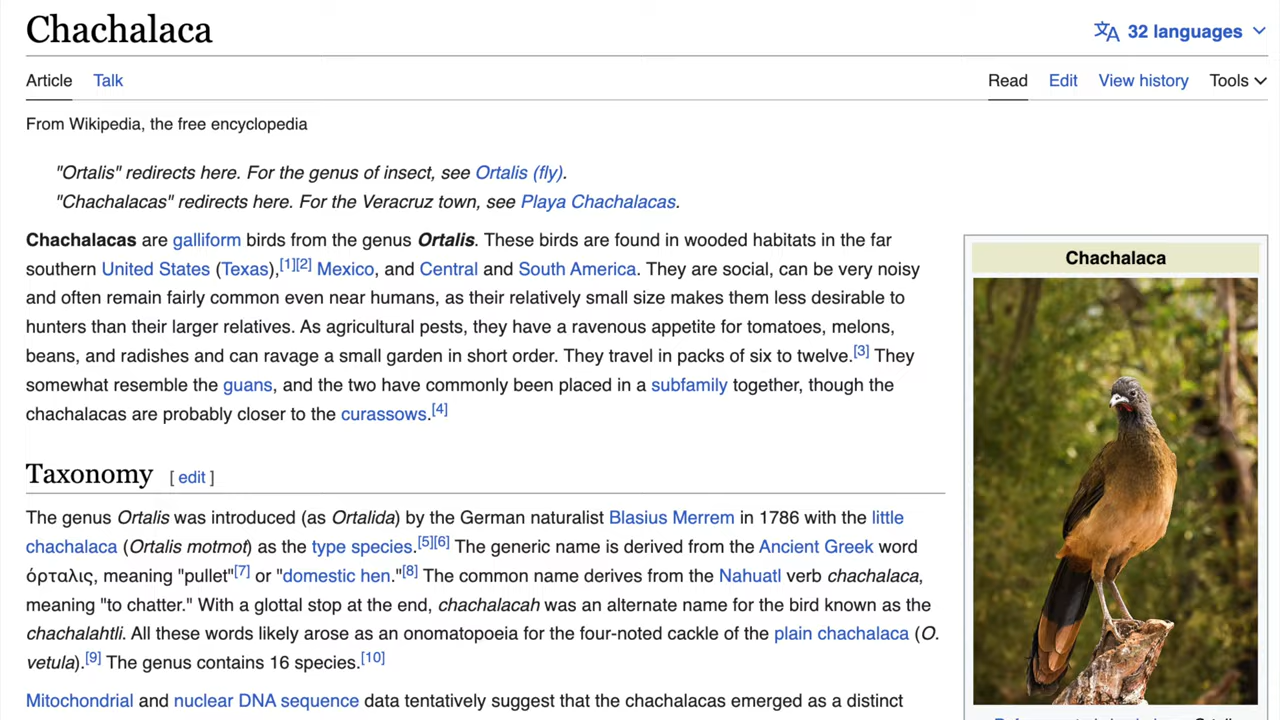 Chachalaca
32 languages
Article Talk
Read Edit View history Tools
From Wikipedia, the free encyclopedia
"Ortalis" redirects here. For the genus of insect, see Ortalis (fly).
"Chachalacas" redirects here. For the Veracruz town, see Playa Chachalacas.
Chachalacas are galliform birds from the genus Ortalis. These birds are found in wooded habitats in the far
southern United States (Texas),[1][2] Mexico, and Central and South America. They are social, can be very noisy
and often remain fairly common even near humans, as their relatively small size makes them less desirable to
hunters than their larger relatives. As agricultural pests, they have a ravenous appetite for tomatoes, melons,
beans, and radishes and can ravage a small garden in short order. They travel in packs of six to twelve.[3] They
somewhat resemble the guans, and the two have commonly been placed in a subfamily together, though the
chachalacas are probably closer to the curassows.[4]
Taxonomy [ edit ]
The genus Ortalis was introduced (as Ortalida) by the German naturalist Blasius Merrem in 1786 with the little
chachalaca (Ortalis motmot) as the type species.[5][6] The generic name is derived from the Ancient Greek word
όρταλις, meaning "pullet"[7] or "domestic hen."[8] The common name derives from the Nahuatl verb chachalaca,
meaning "to chatter." With a glottal stop at the end, chachalacah was an alternate name for the bird known as the
chachalahtli. All these words likely arose as an onomatopoeia for the four-noted cackle of the plain chachalaca (O.
vetula).[9] The genus contains 16 species.[10]
Mitochondrial and nuclear DNA sequence data tentatively suggest that the chachalacas emerged as a distinct
Chachalaca